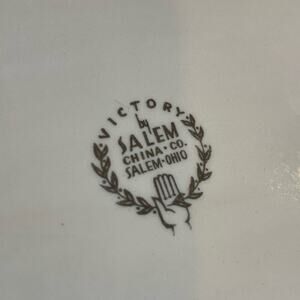 VICTORY
by
SALEM
CHINA • CO.
SALEM • OHIO